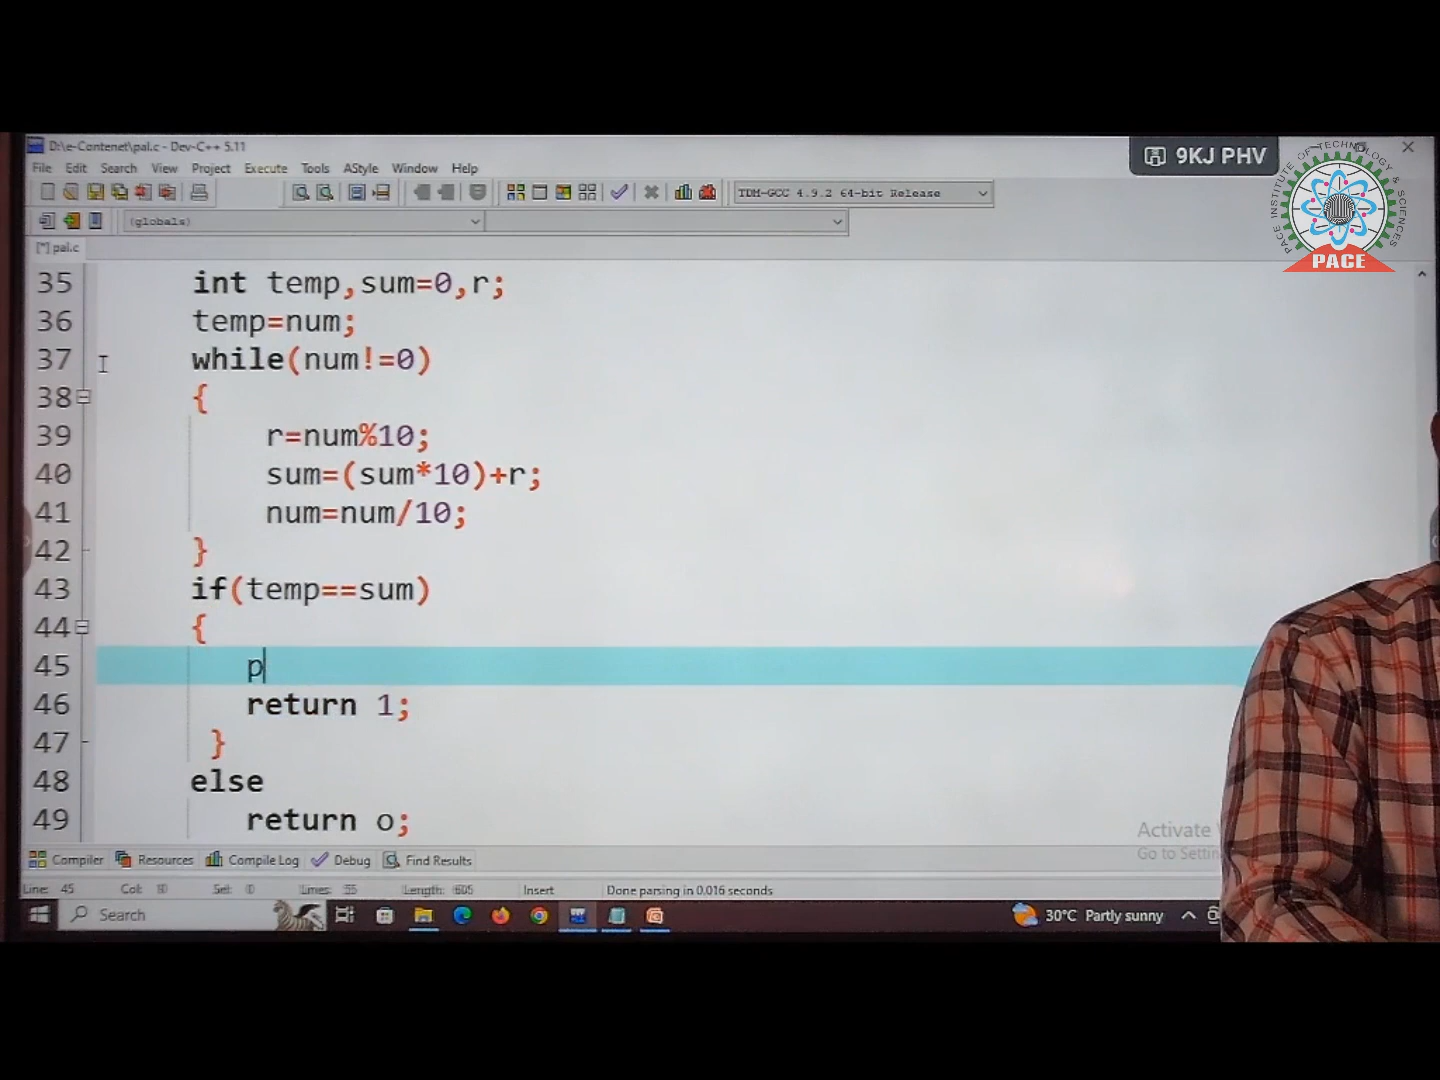 D:\e-Contenet\pal.c - Dev-C++ 5.11
9KJ PHV
File Edit Search View Project Execute Tools AStyle Window Help
TDM-GCC 4.9.2 64-bit Release
(globals)
PACE INSTITUTE OF TECHNOLOGY & SCIENCES
PACE
[*] pal.c
35 int temp,sum=0,r;
36 temp=num;
37 while(num!=0)
38 {
39 r=num%10;
40 sum=(sum*10)+r;
41 num=num/10;
42 }
43 if(temp==sum)
44 {
45 p
46 return 1;
47 }
48 else
49 return o;
Activate
Go to Settin
Compiler Resources Compile Log Debug Find Results
Line: 45 Col: Sel: 0 Lines: 55 Length: 605 Insert Done parsing in 0.016 seconds
Search
30°C Partly sunny